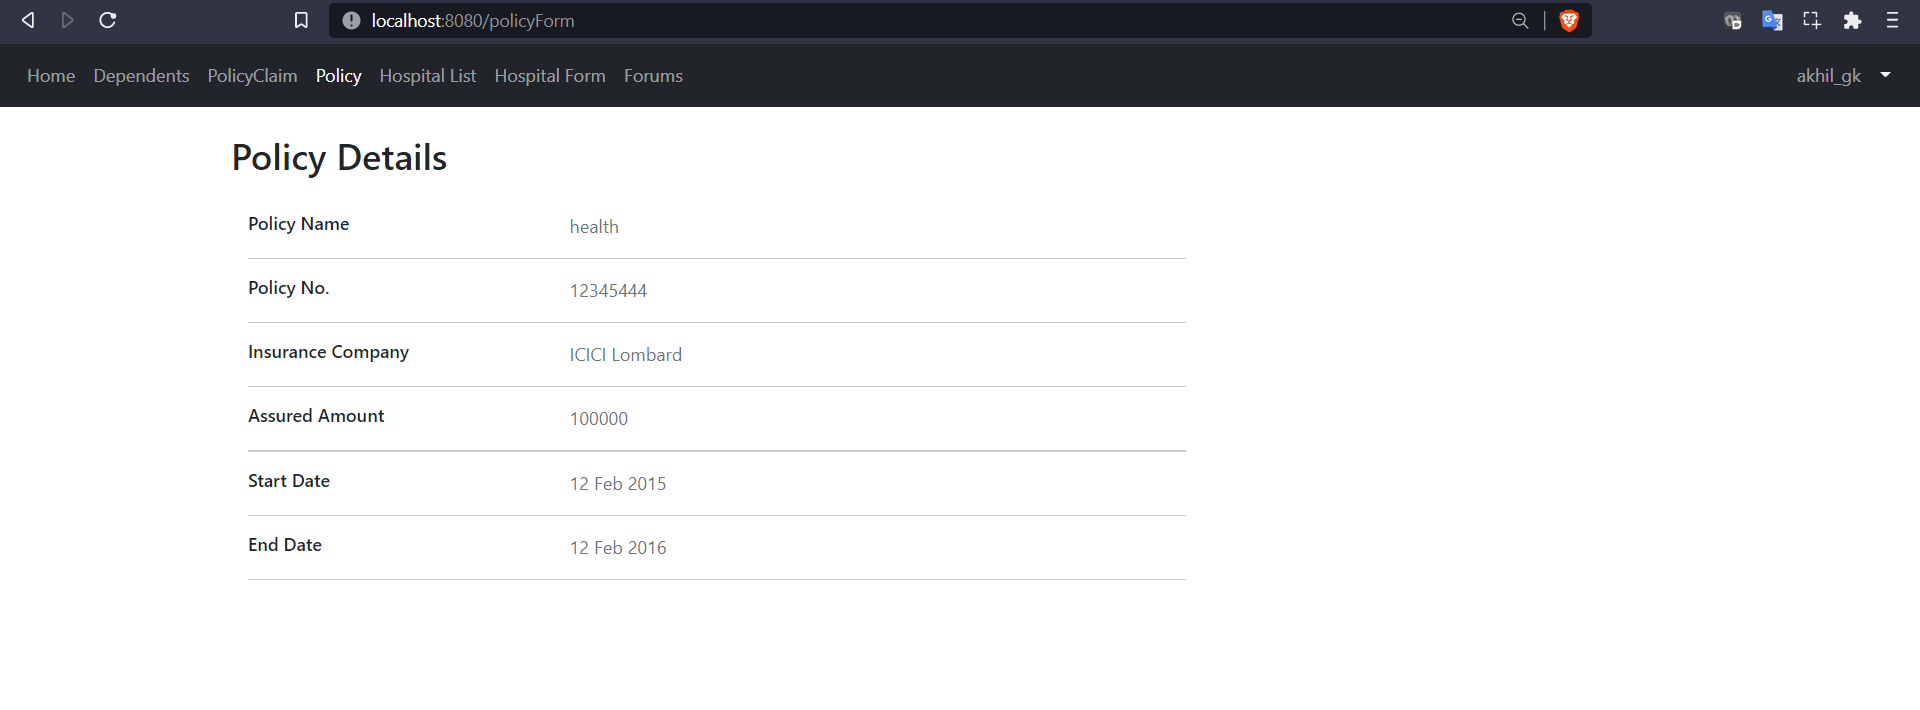 localhost:8080/policyForm
Home Dependents PolicyClaim Policy Hospital List Hospital Form Forums akhil_gk
Policy Details
Policy Name health
Policy No. 12345444
Insurance Company ICICI Lombard
Assured Amount 100000
Start Date 12 Feb 2015
End Date 12 Feb 2016